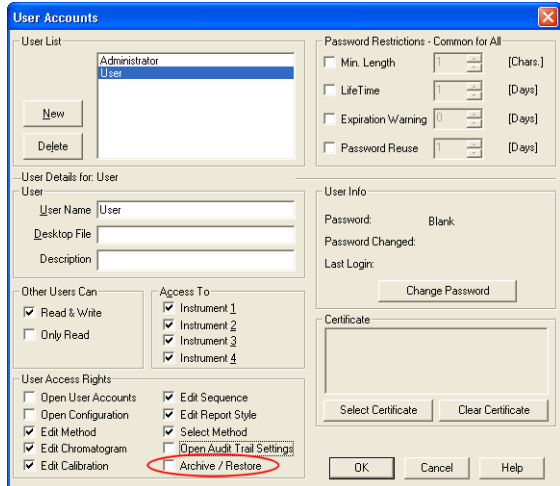 User Accounts
User List
Administrator
User
New
Delete
Password Restrictions - Common for All
Min. Length 1 [Chars.]
LifeTime 1 [Days]
Expiration Warning 0 [Days]
Password Reuse 1 [Days]
User Details for: User
User
User Name User
Desktop File
Description
User Info
Password: Blank
Password Changed:
Last Login:
Change Password
Other Users Can
Read & Write
Only Read
Access To
Instrument 1
Instrument 2
Instrument 3
Instrument 4
Certificate
Select Certificate Clear Certificate
User Access Rights
Open User Accounts
Open Configuration
Edit Method
Edit Chromatogram
Edit Calibration
Edit Sequence
Edit Report Style
Select Method
Open Audit Trail Settings
Archive / Restore
OK Cancel Help